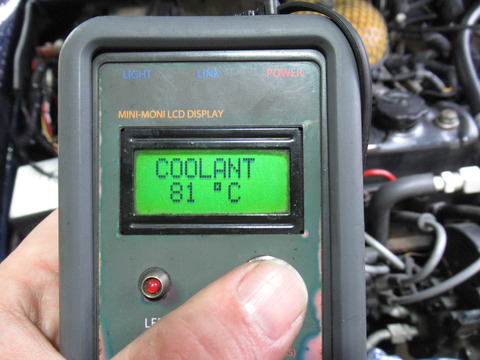 LIGHT LINK POWER
MINI-MONI LCD DISPLAY
COOLANT
81 °C